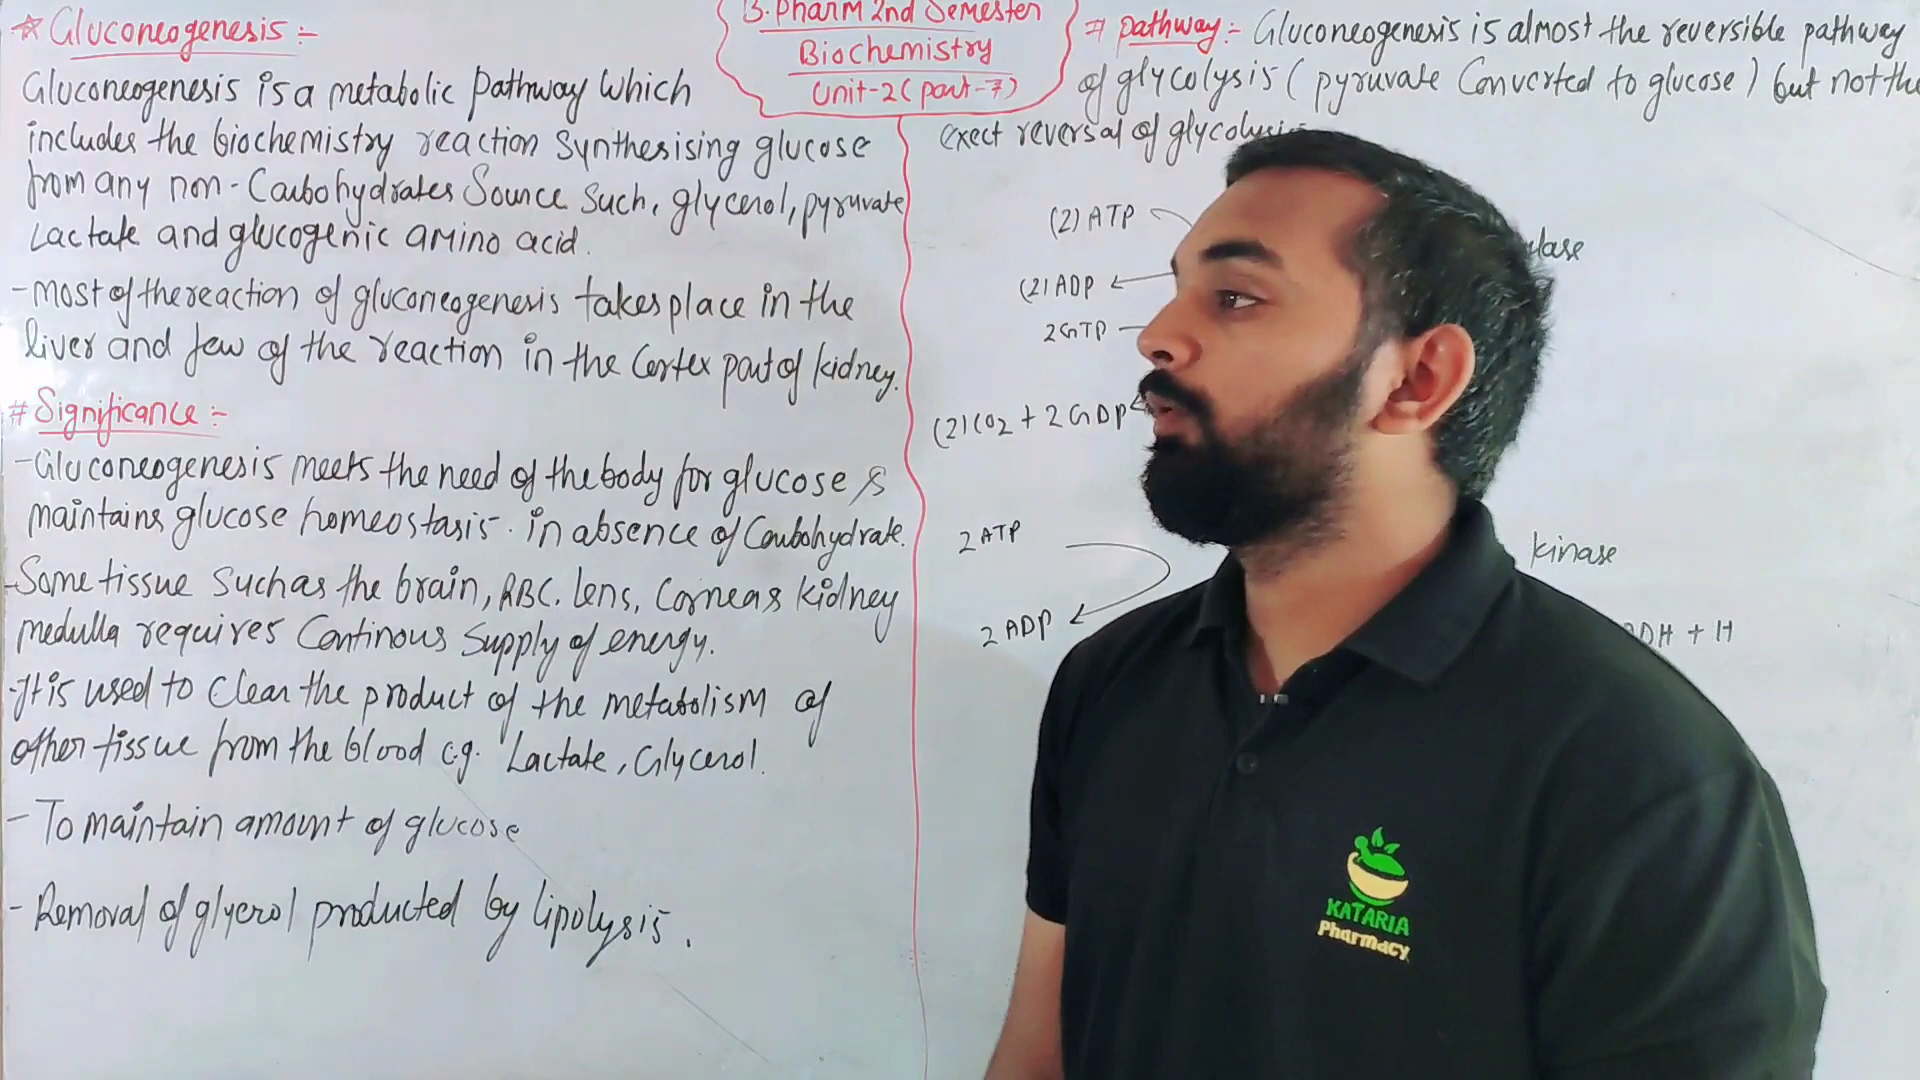 ☆ Gluconeogenesis :-
Gluconeogenesis is a metabolic pathway which
includes the biochemistry reaction synthesising glucose
from any non-Carbohydrates Source Such, glycerol, pyruvate
Lactate and glucogenic amino acid.
- most of the reaction of gluconeogenesis takes place in the
liver and few of the reaction in the Cortex part of kidney.
# Significance :-
- Gluconeogenesis meets the need of the body for glucose &
maintains glucose homeostasis. in absence of Carbohydrate.
- Some tissue such as the brain, RBC, lens, Cornea & kidney
medulla requires Continous supply of energy.
- It is used to Clear the product of the metabolism of
other tissue from the blood e.g. Lactate, Glycerol.
- To maintain amount of glucose
- Removal of glyerol producted by lipolysis.
B.Pharm 2nd Semester
Biochemistry
Unit-2 (part-7)
# pathway :- Gluconeogenesis is almost the reversible pathway
of glycolysis (pyruvate Converted to glucose) but not the
exect reversal of glycolysis
(2) ATP
(2) ADP
2GTP
(2) CO2 + 2GDP
2 ATP
kinase
2 ADP
DH + H
KATARIA
Pharmacy